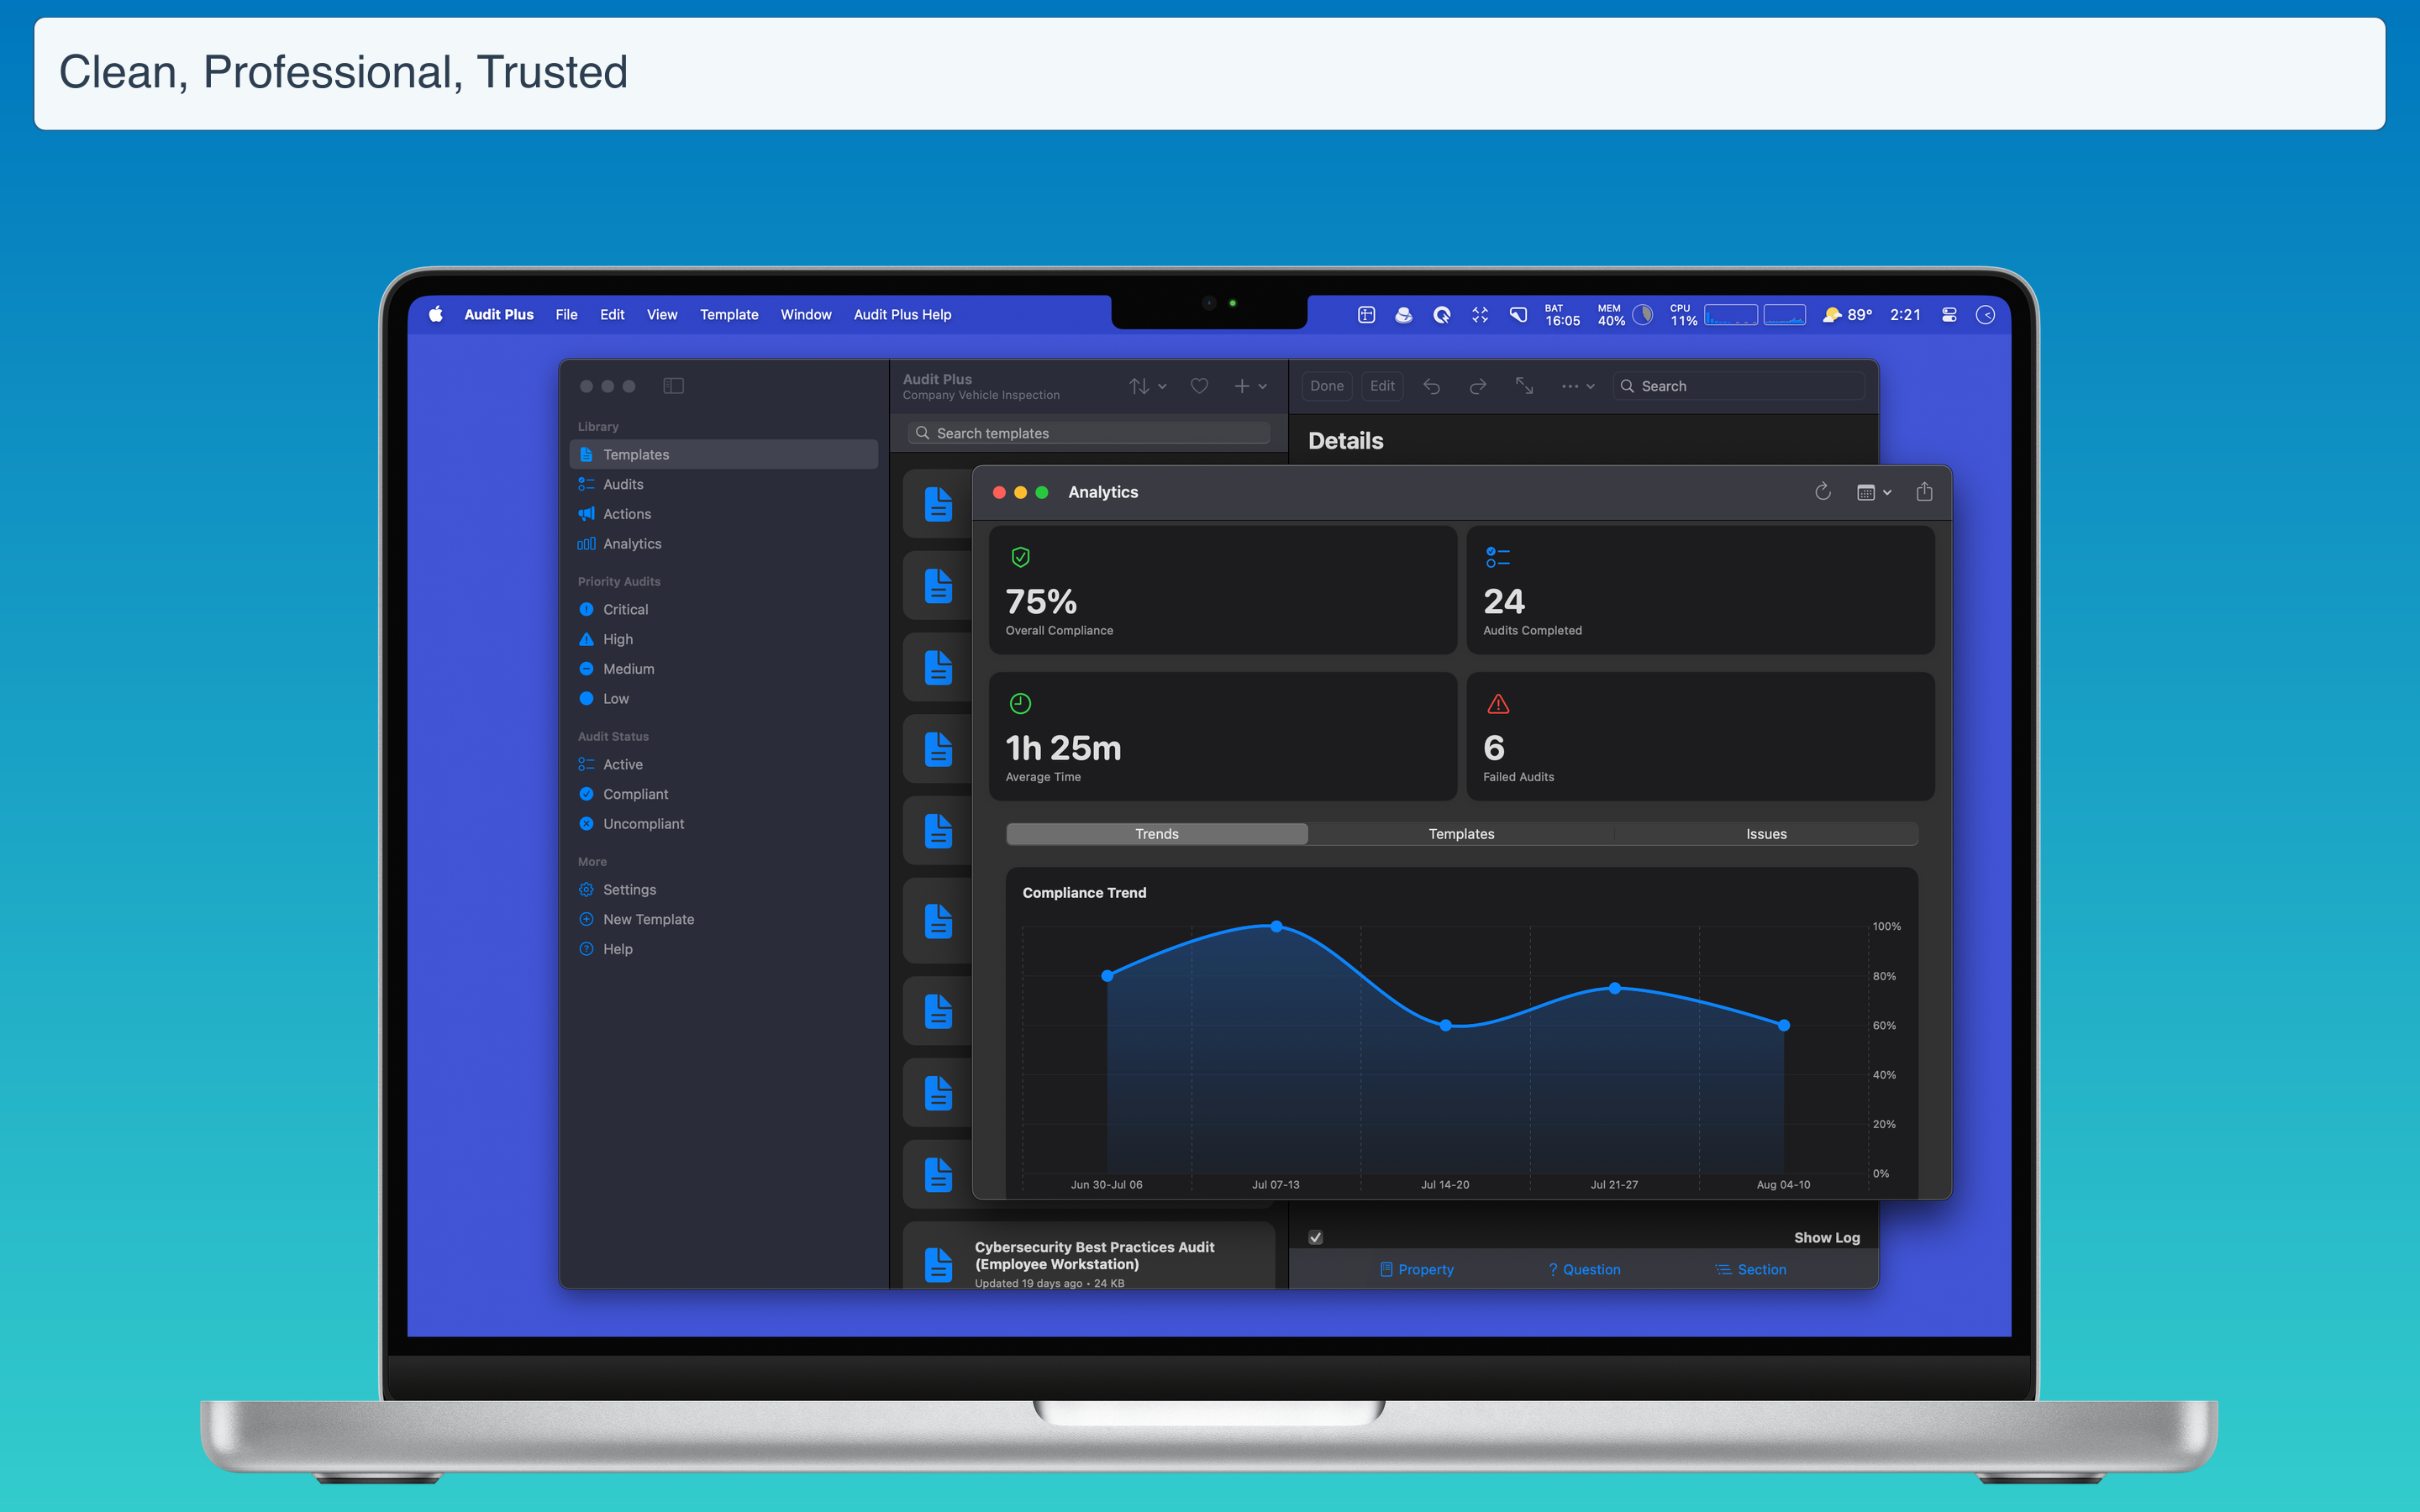 Clean, Professional, Trusted
Audit Plus File Edit View Template Window Audit Plus Help
BAT 16:05 MEM 40% CPU 11% 89° 2:21
Library
Templates
Audits
Actions
Analytics
Priority Audits
Critical
High
Medium
Low
Audit Status
Active
Compliant
Uncompliant
More
Settings
New Template
Help
Audit Plus
Company Vehicle Inspection
Search templates
Done Edit Search
Details
Analytics
75%
Overall Compliance
24
Audits Completed
1h 25m
Average Time
6
Failed Audits
Trends Templates Issues
Compliance Trend
100%
80%
60%
40%
20%
0%
Jun 30-Jul 06 Jul 07-13 Jul 14-20 Jul 21-27 Aug 04-10
Cybersecurity Best Practices Audit
(Employee Workstation)
Updated 19 days ago • 24 KB
Show Log
Property Question Section